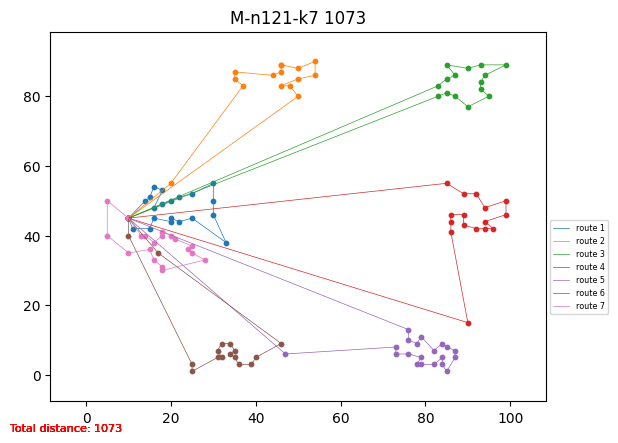 M-n121-k7 1073
80
60
40
20
0
0
20
40
60
80
100
route 1
route 2
route 3
route 4
route 5
route 6
route 7
Total distance: 1073